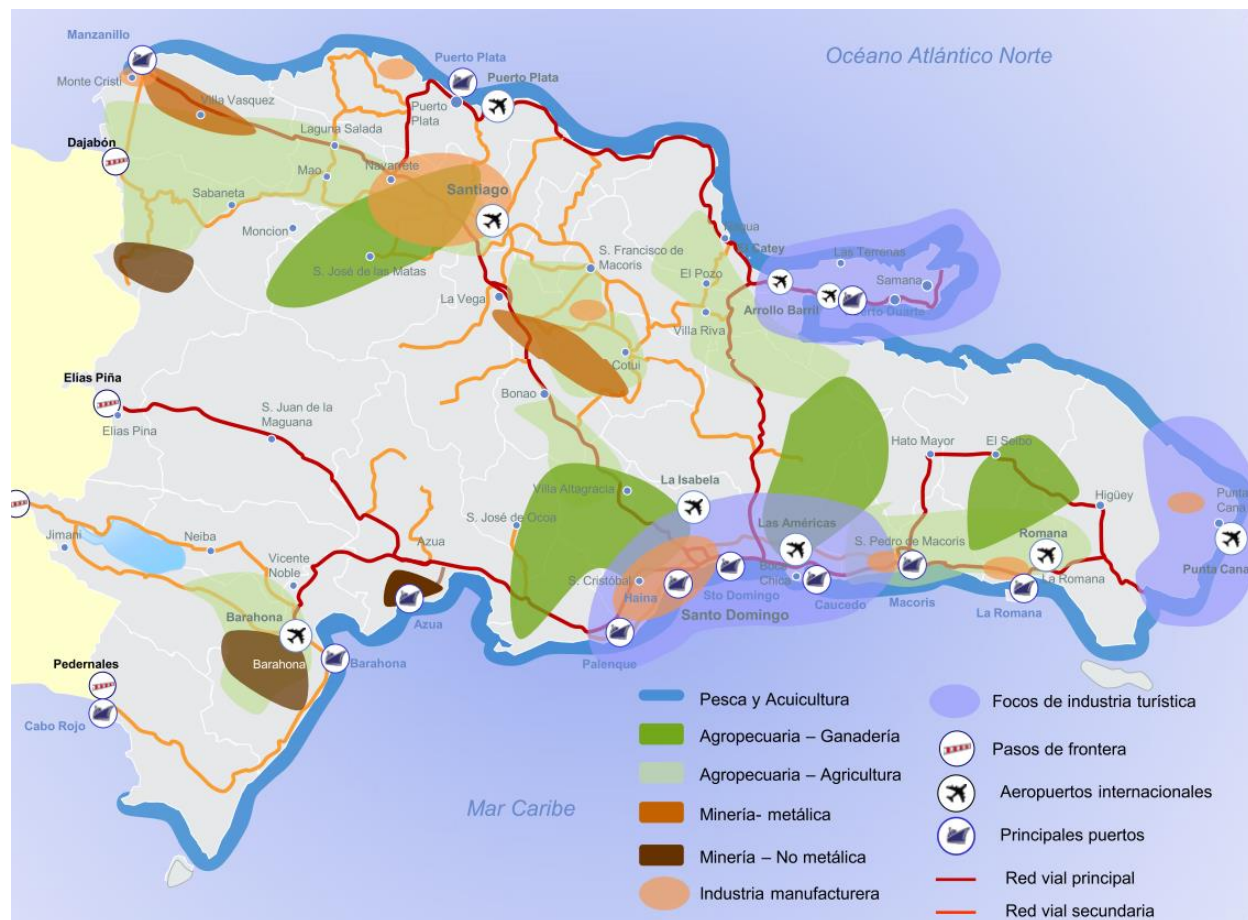 Manzanillo
Océano Atlántico Norte
Puerto Plata
Puerto Plata
Monte Cristi
Villa Vasquez
Puerto
Plata
Dajabón
Laguna Salada
Navarrete
Mao
Santiago
Sabaneta
Moncion
S. José de las Matas
S. Francisco de
Macoris
Nagua
El Catey
Las Terrenas
El Pozo
Samana
La Vega
Arrollo Barril
Puerto Duarte
Villa Riva
Cotui
Elias Piña
Bonao
S. Juan de la
Maguana
Elias Pina
Hato Mayor
El Seibo
La Isabela
Villa Altagracia
Higüey
Punta
Cana
Jimani
Neiba
S. José de Ocoa
Azua
Las Américas
S. Pedro de Macoris
Romana
Vicente
Noble
Punta Cana
S. Cristóbal
Boca
Chica
La Romana
Haina
Sto Domingo
Caucedo
Macoris
La Romana
Barahona
Azua
Santo Domingo
Palenque
Barahona
Barahona
Pedernales
Cabo Rojo
Mar Caribe
Pesca y Acuicultura
Agropecuaria – Ganadería
Agropecuaria – Agricultura
Minería- metálica
Minería – No metálica
Industria manufacturera
Focos de industria turística
Pasos de frontera
Aeropuertos internacionales
Principales puertos
Red vial principal
Red vial secundaria